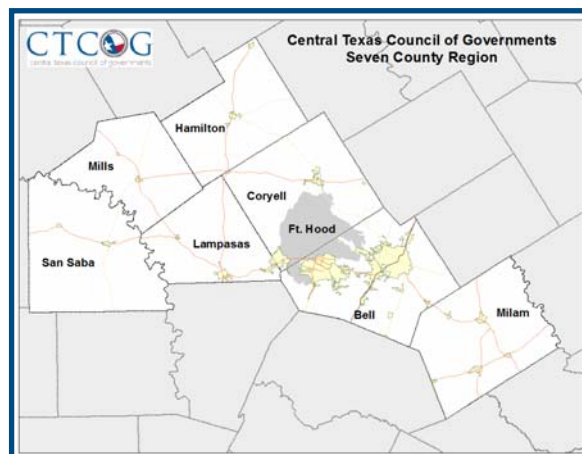 CTCOG
central texas council of governments
Central Texas Council of Governments
Seven County Region
Hamilton
Mills
Coryell
Ft. Hood
Lampasas
San Saba
Bell
Milam